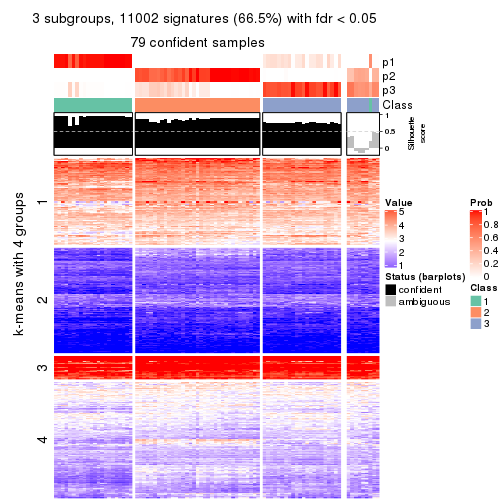 3 subgroups, 11002 signatures (66.5%) with fdr < 0.05
79 confident samples
p1
p2
p3
Class
1
0.5
0
Silhouette
score
k-means with 4 groups
1
2
3
4
Value
5
4
3
2
1
Status (barplots)
confident
ambiguous
Prob
1
0.8
0.6
0.4
0.2
0
Class
1
2
3